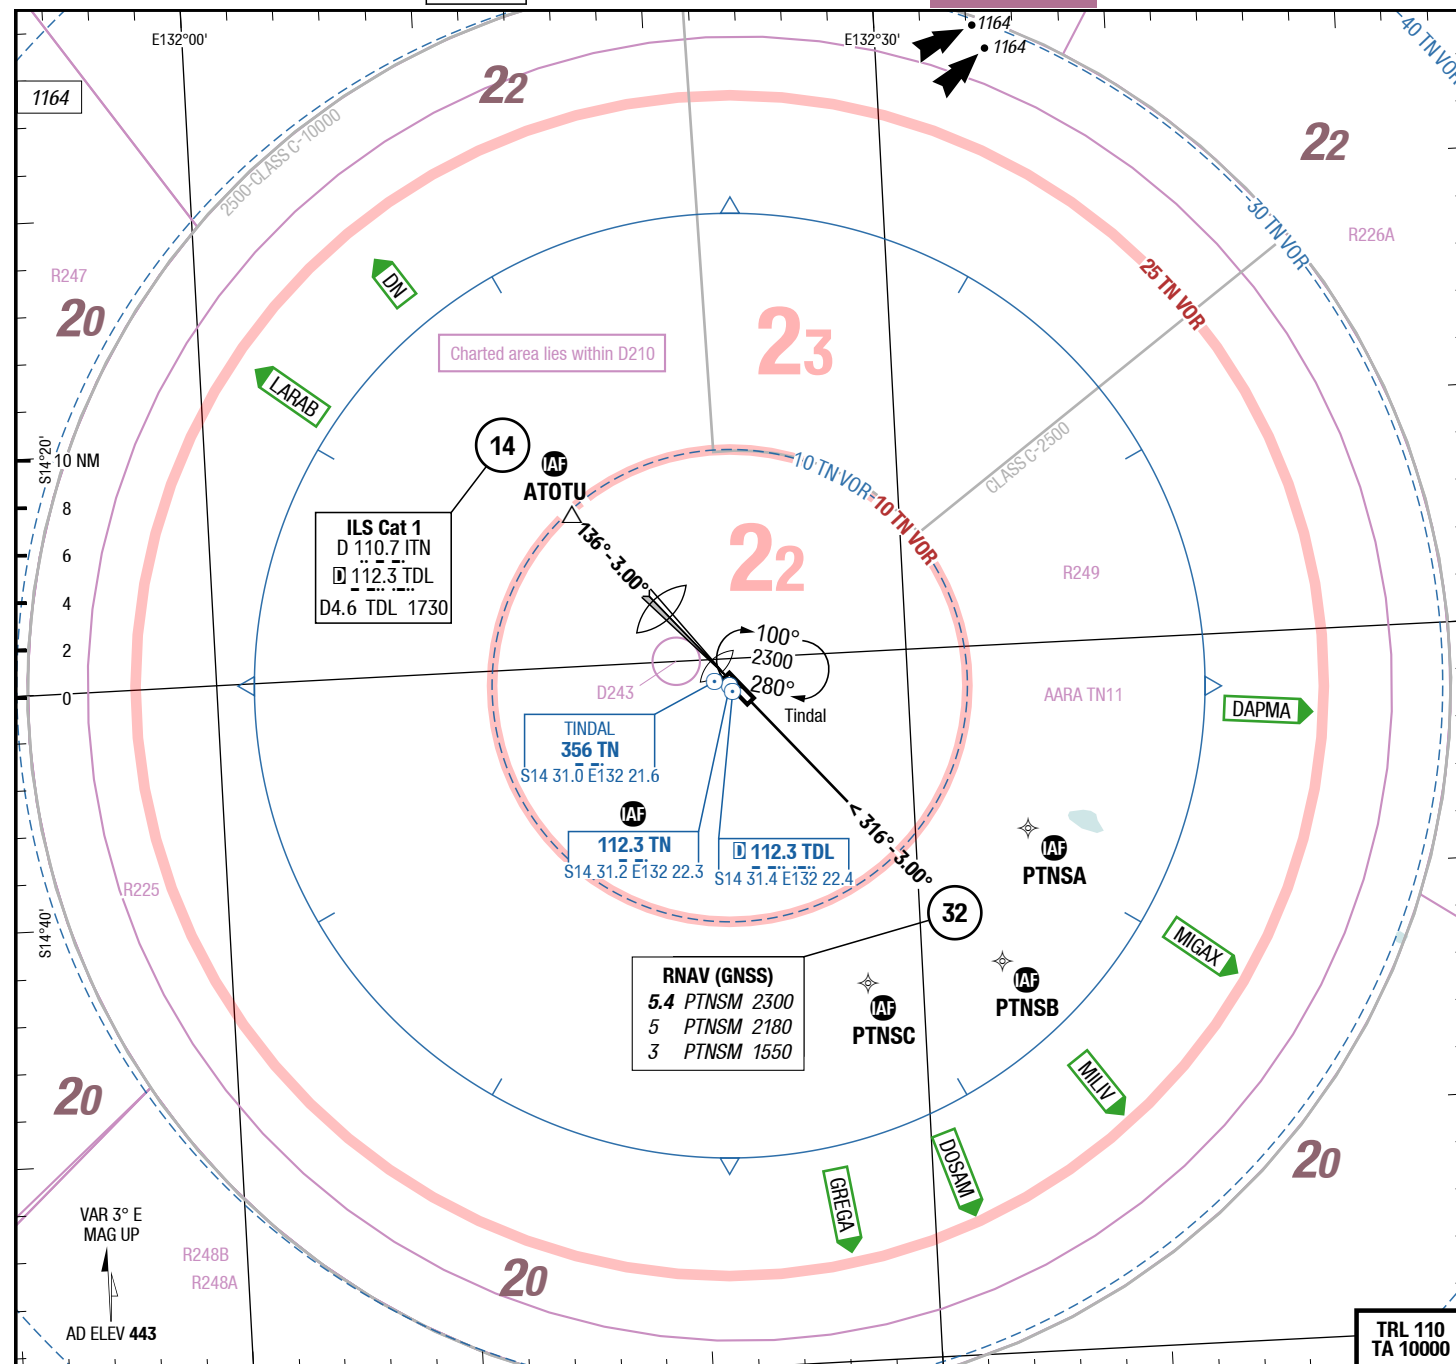 E132°00'
E132°30'
1164
1164
40 TN VOR
1164
22
22
2500-CLASS C-10000
30 TN VOR
R226A
R247
20
DN
25 TN VOR
23
Charted area lies within D210
LARAB
14
IAF
ATOTU
10 TN VOR
10 TN VOR
CLASS C-2500
S14°20'
10 NM
8
6
4
2
0
ILS Cat 1
D 110.7 ITN
D 112.3 TDL
D4.6 TDL 1730
136°-3.00°
22
R249
100°
2300
280°
Tindal
D243
AARA TN11
DAPMA
TINDAL
356 TN
S14 31.0 E132 21.6
IAF
112.3 TN
S14 31.2 E132 22.3
D 112.3 TDL
S14 31.4 E132 22.4
< 316°-3.00°
IAF
PTNSA
R225
S14°40'
32
MIGAX
RNAV (GNSS)
5.4 PTNSM 2300
5 PTNSM 2180
3 PTNSM 1550
IAF
PTNSB
IAF
PTNSC
MILIV
20
DOSAM
GREGA
20
20
VAR 3° E
MAG UP
R248B
R248A
AD ELEV 443
TRL 110
TA 10000